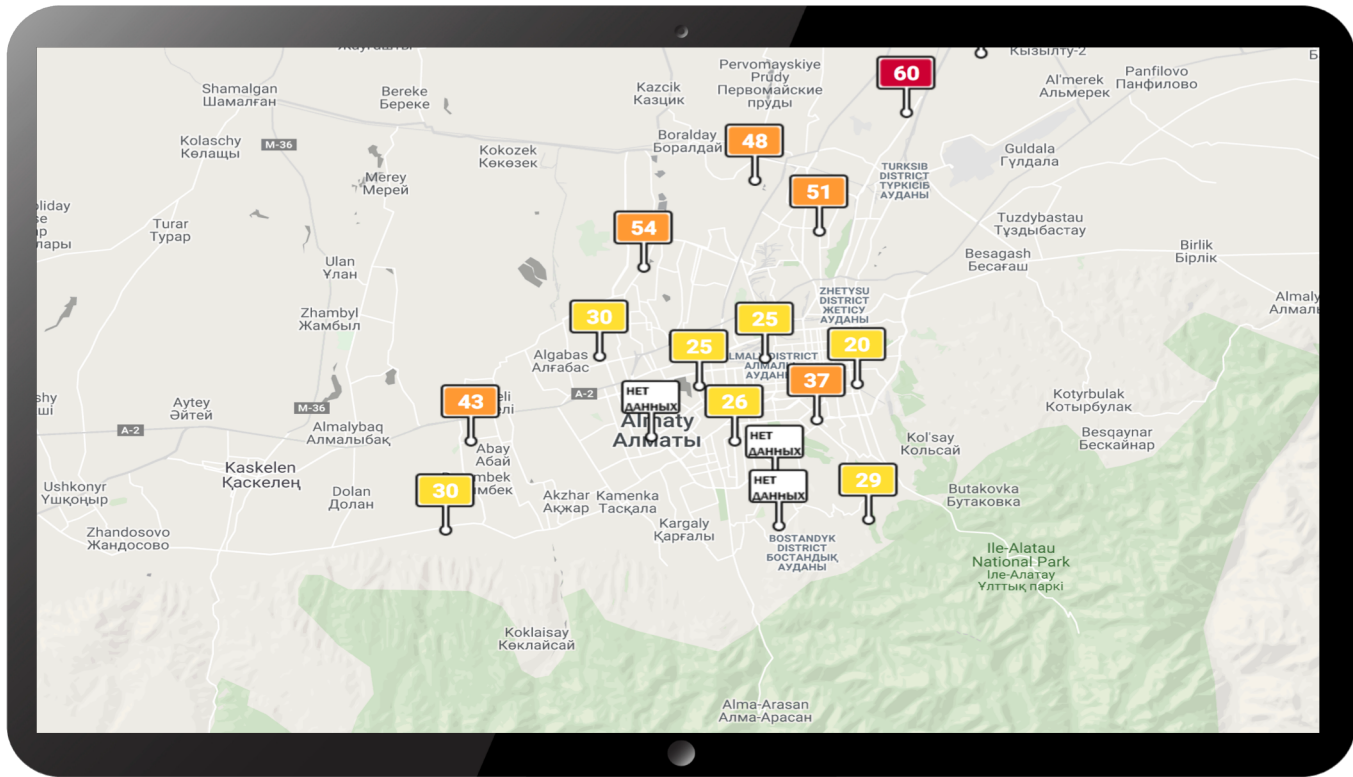 Pervomayskiye
Prudy
Первомайские
пруды
Кызылту-2
60
Al'merek
Альмерек
Panfilovo
Панфилово
Shamalgan
Шамалған
Bereke
Береке
Kazcik
Казцик
Kolaschy
Көлащы
M-36
Kokozek
Көкөзек
Boralday
Боралдай
48
Guldala
Гүлдала
Merey
Мерей
TURKSIB
DISTRICT
ТҮРКІСІБ
АУДАНЫ
51
Turar
Турар
54
Tuzdybastau
Тұздыбастау
Ulan
Ұлан
Besagash
Бесағаш
Birlik
Бірлік
ZHETYSU
DISTRICT
ЖЕТІСУ
АУДАНЫ
Zhambyl
Жамбыл
30
25
25
20
Algabas
Алғабас
37
A-2
НЕТ
ДАННЫХ
26
43
Aytey
Әйтей
M-36
Kotyrbulak
Котырбулак
A-2
Almalybaq
Алмалыбақ
Almaty
Алматы
НЕТ
ДАННЫХ
Kol'say
Кольсай
Besqaynar
Бескайнар
Abay
Абай
Kaskelen
Қаскелең
НЕТ
ДАННЫХ
29
30
Ushkonyr
Үшқоңыр
Dolan
Долан
Akzhar
Ақжар
Kamenka
Тасқала
Butakovka
Бутаковка
Kargaly
Қарғалы
Zhandosovo
Жандосово
BOSTANDYK
DISTRICT
БОСТАНДЫҚ
АУДАНЫ
Ile-Alatau
National Park
Іле-Алатау
Ұлттық паркі
Koklaisay
Көклайсай
Alma-Arasan
Алма-Арасан